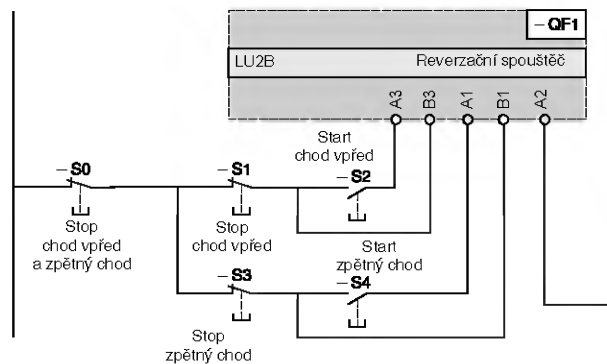 – QF1
LU2B
Reverzační spouštěč
A3
B3
A1
B1
A2
Start
chod vpřed
– S0
– S1
– S2
Stop
chod vpřed
a zpětný chod
Stop
chod vpřed
Start
zpětný chod
– S3
– S4
Stop
zpětný chod